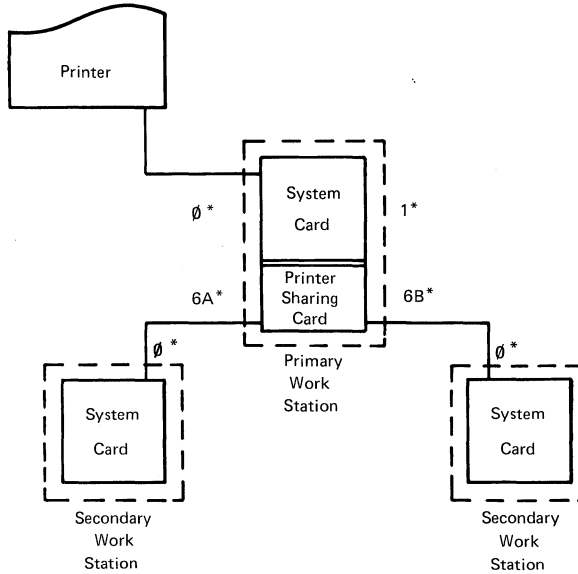 Printer
System
Card
Ø *
1*
Printer
Sharing
Card
6A*
6B*
Ø *
Ø *
Primary
Work
Station
System
Card
System
Card
Secondary
Work
Station
Secondary
Work
Station